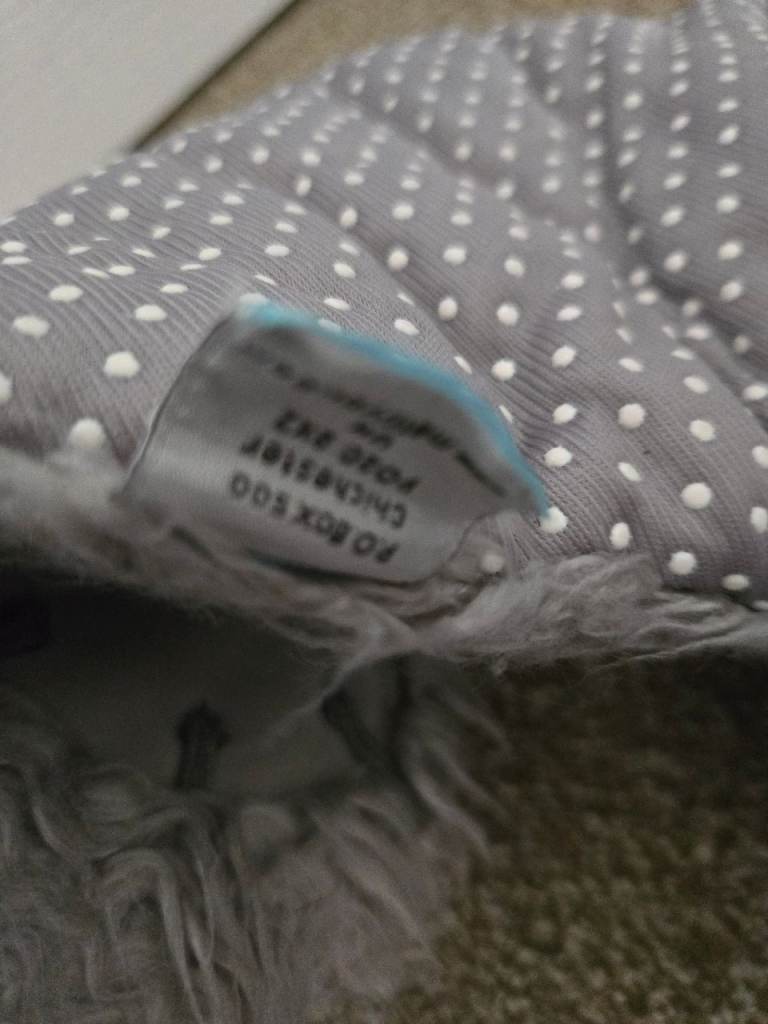 PO BOX 500
Chichester
PO20 2XZ
UK